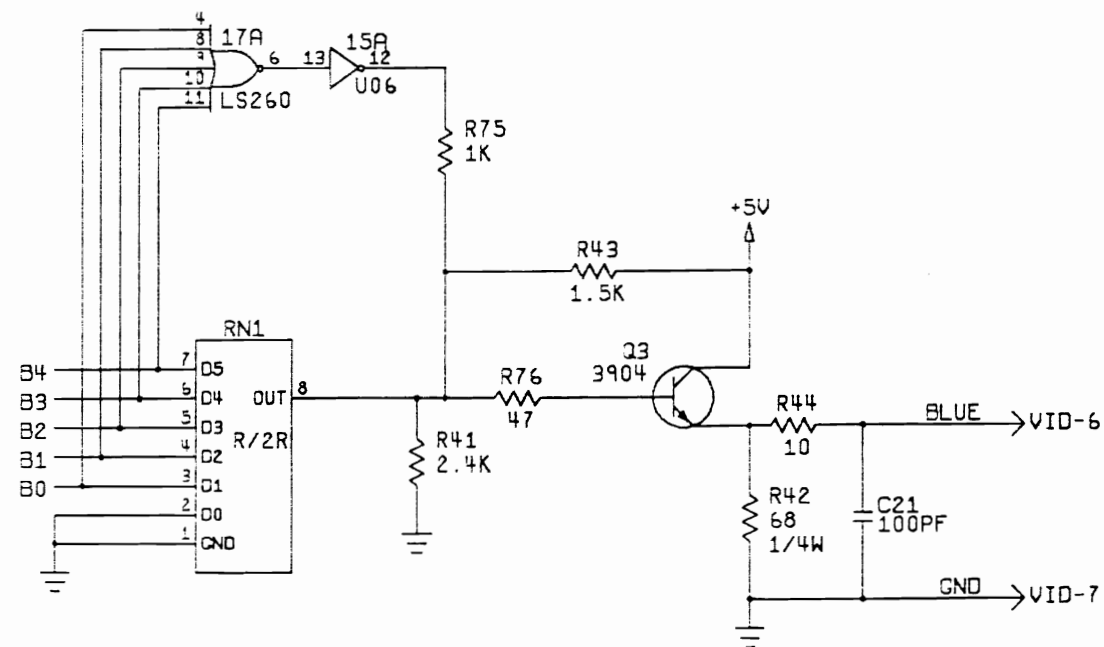 4
8
9
10
11
17A
LS260
6
13
15A
12
U06
R75
1K
+5V
R43
1.5K
RN1
B4
B3
B2
B1
B0
7 D5
6 D4
5 D3
4 D2
3 D1
2 D0
1 GND
OUT 8
R/2R
R76
47
R41
2.4K
Q3
3904
R44
10
BLUE
VID-6
R42
68
1/4W
C21
100PF
GND
VID-7